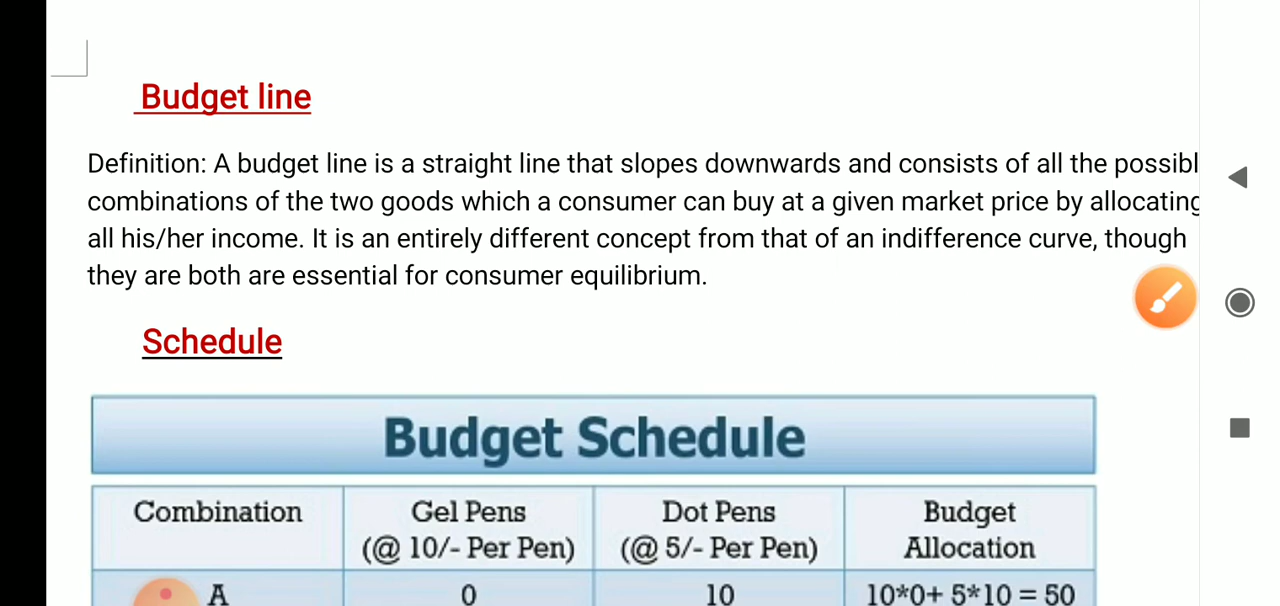 Budget line
Definition: A budget line is a straight line that slopes downwards and consists of all the possibl
combinations of the two goods which a consumer can buy at a given market price by allocating
all his/her income. It is an entirely different concept from that of an indifference curve, though
they are both are essential for consumer equilibrium.
Schedule
Budget Schedule
Combination Gel Pens Dot Pens Budget
(@ 10/- Per Pen) (@ 5/- Per Pen) Allocation
A 0 10 10*0+ 5*10 = 50